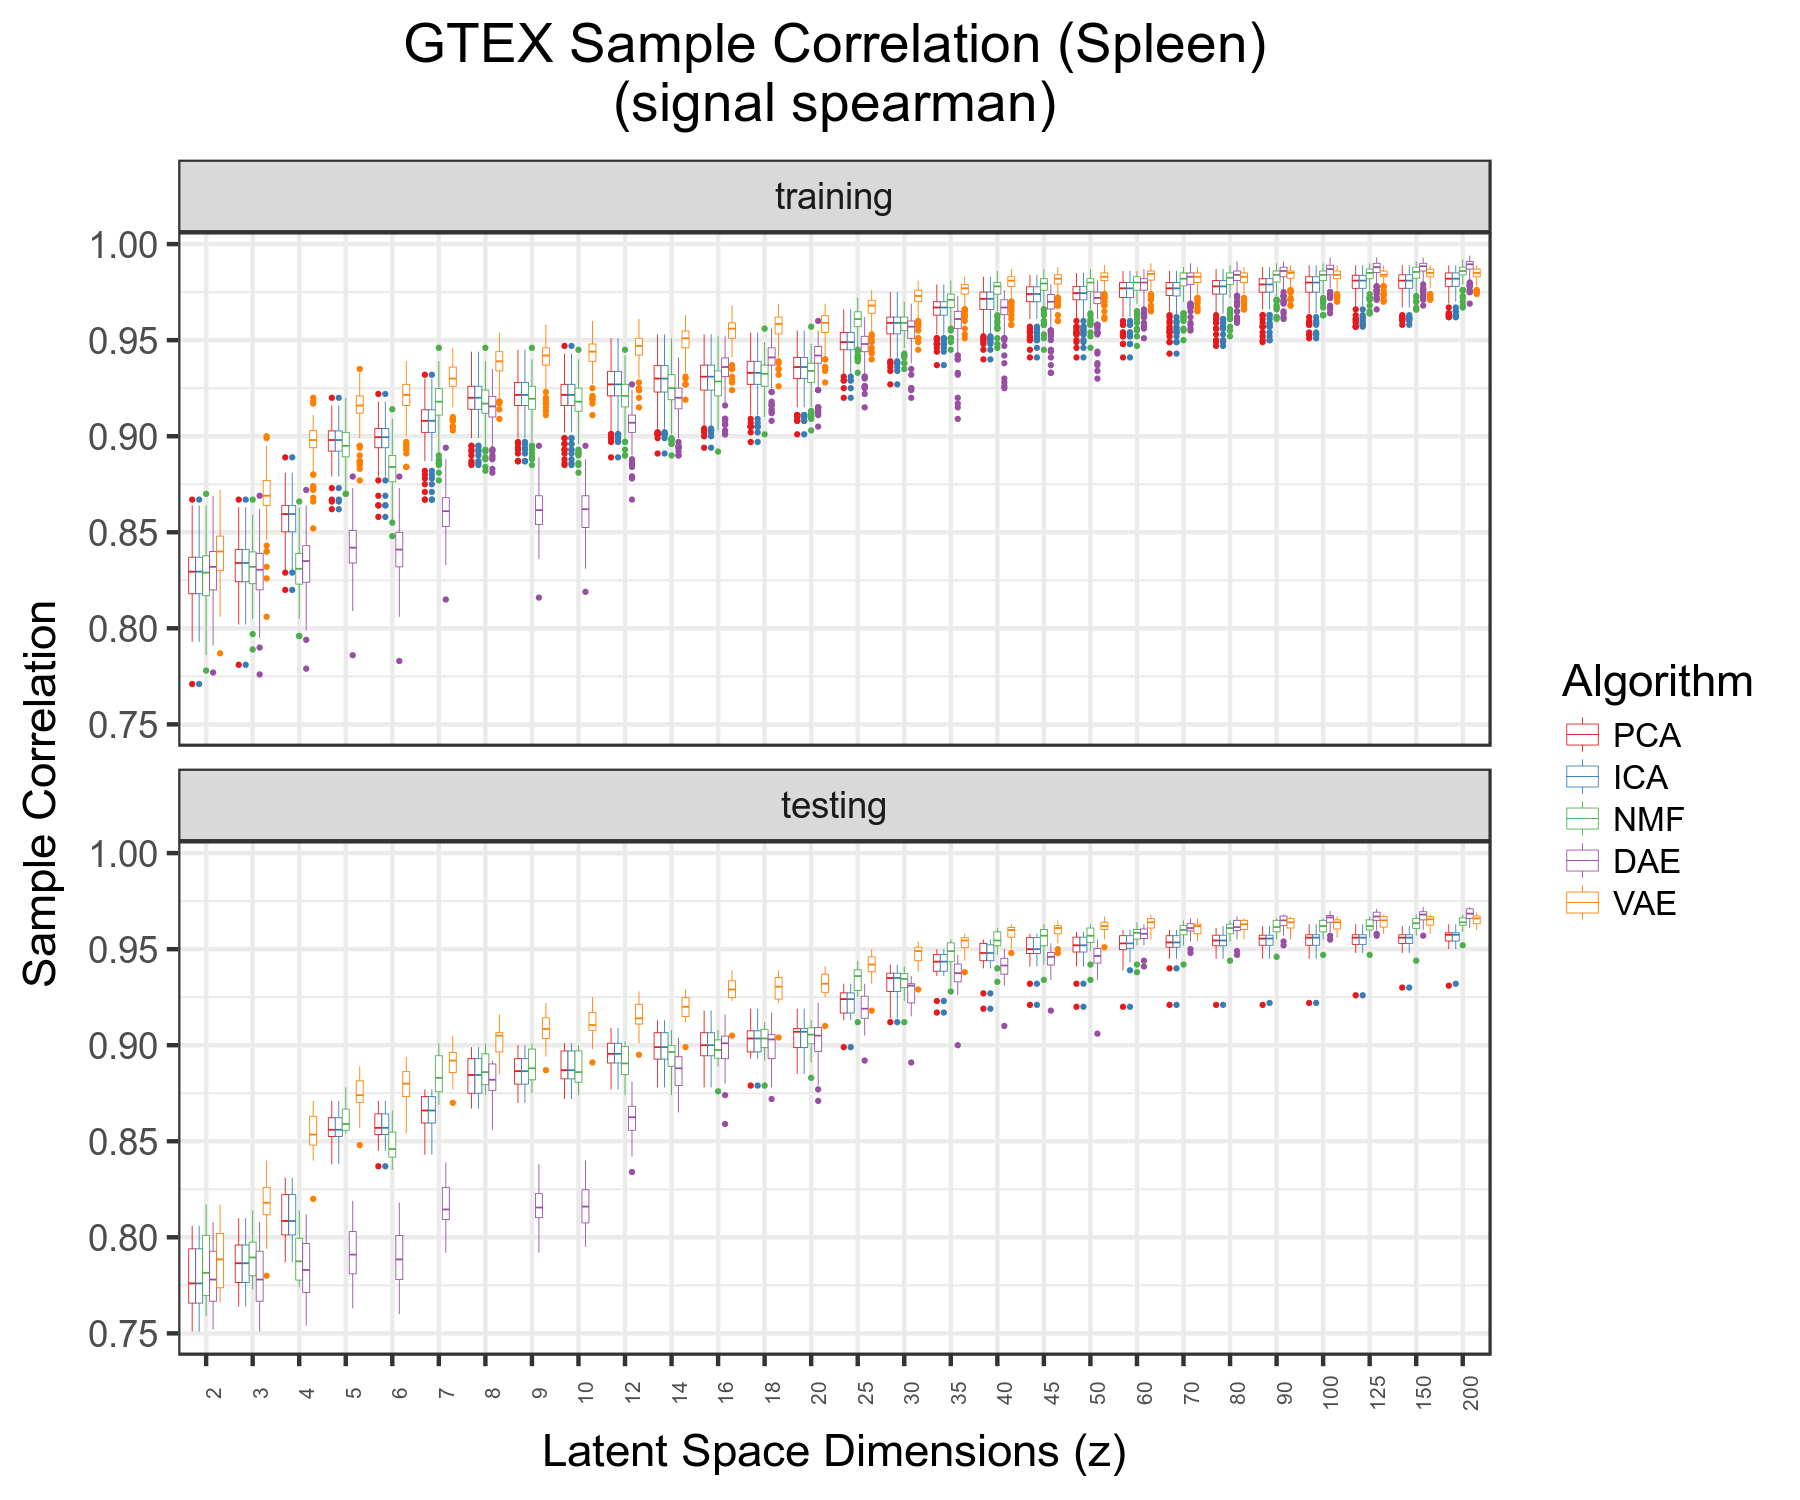 GTEX Sample Correlation (Spleen)
(signal spearman)
training
1.00
0.95
0.90
0.85
0.80
0.75
testing
1.00
0.95
0.90
0.85
0.80
0.75
Sample Correlation
2 3 4 5 6 7 8 9 10 12 14 16 18 20 25 30 35 40 45 50 60 70 80 90 100 125 150 200
Latent Space Dimensions (z)
Algorithm
PCA
ICA
NMF
DAE
VAE